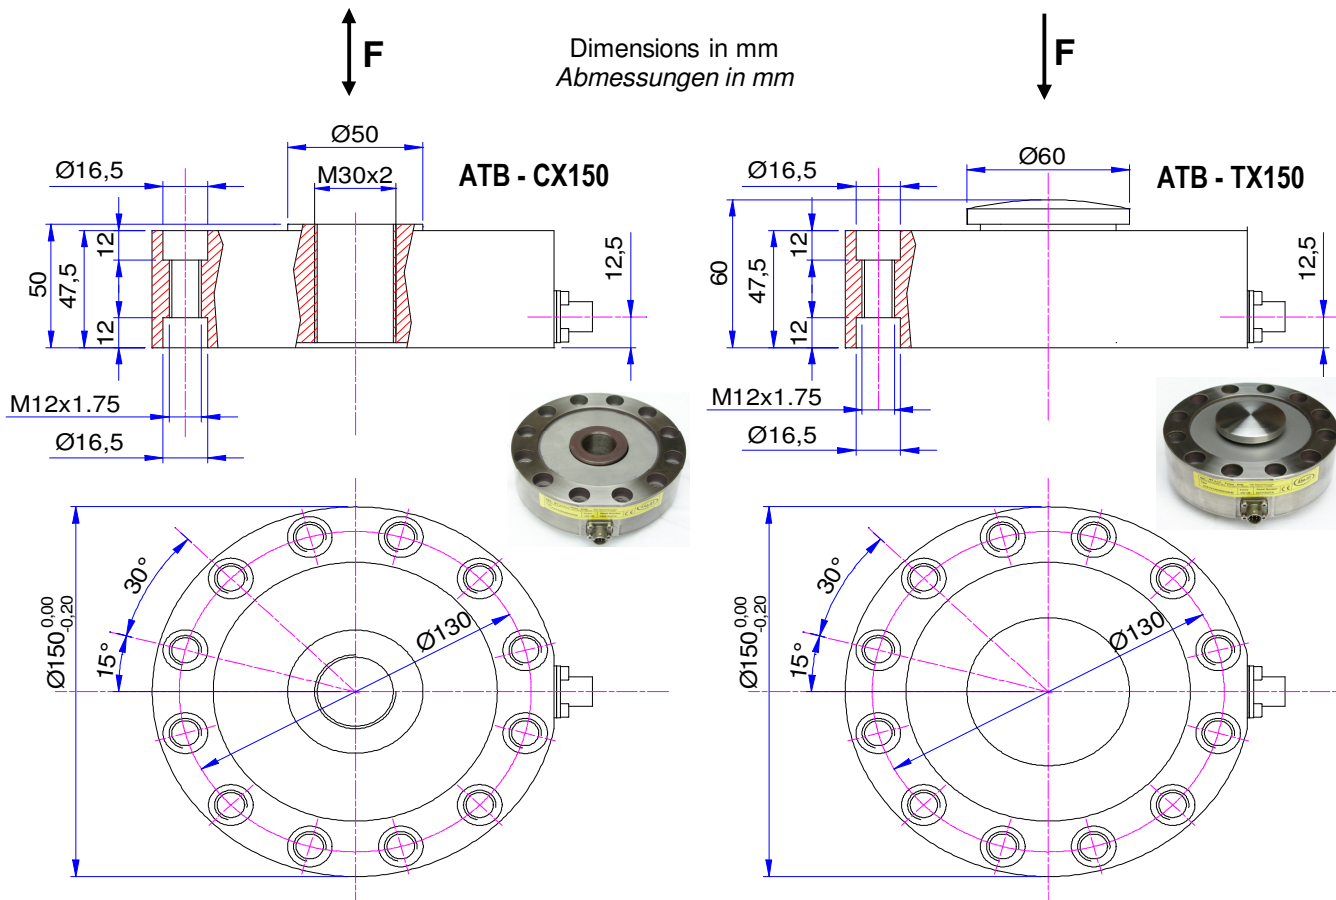 F
Dimensions in mm
Abmessungen in mm
F
Ø50
Ø16,5
M30x2
ATB - CX150
50
47,5
12
12
12,5
M12x1.75
Ø16,5
Ø60
Ø16,5
ATB - TX150
60
47,5
12
12
12,5
M12x1.75
Ø16,5
30°
15°
Ø150 0,00 -0,20
Ø130
30°
15°
Ø150 0,00 -0,20
Ø130